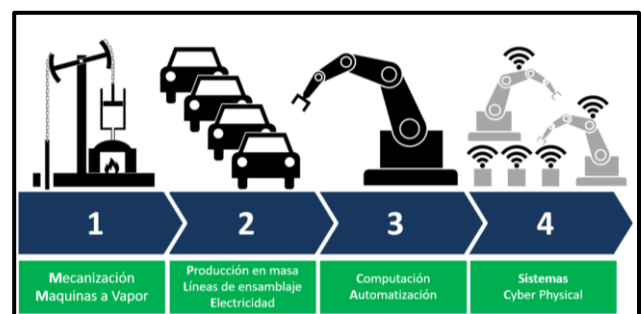 1
2
3
4
Mecanización
Maquinas a Vapor
Producción en masa
Líneas de ensamblaje
Electricidad
Computación
Automatización
Sistemas
Cyber Physical